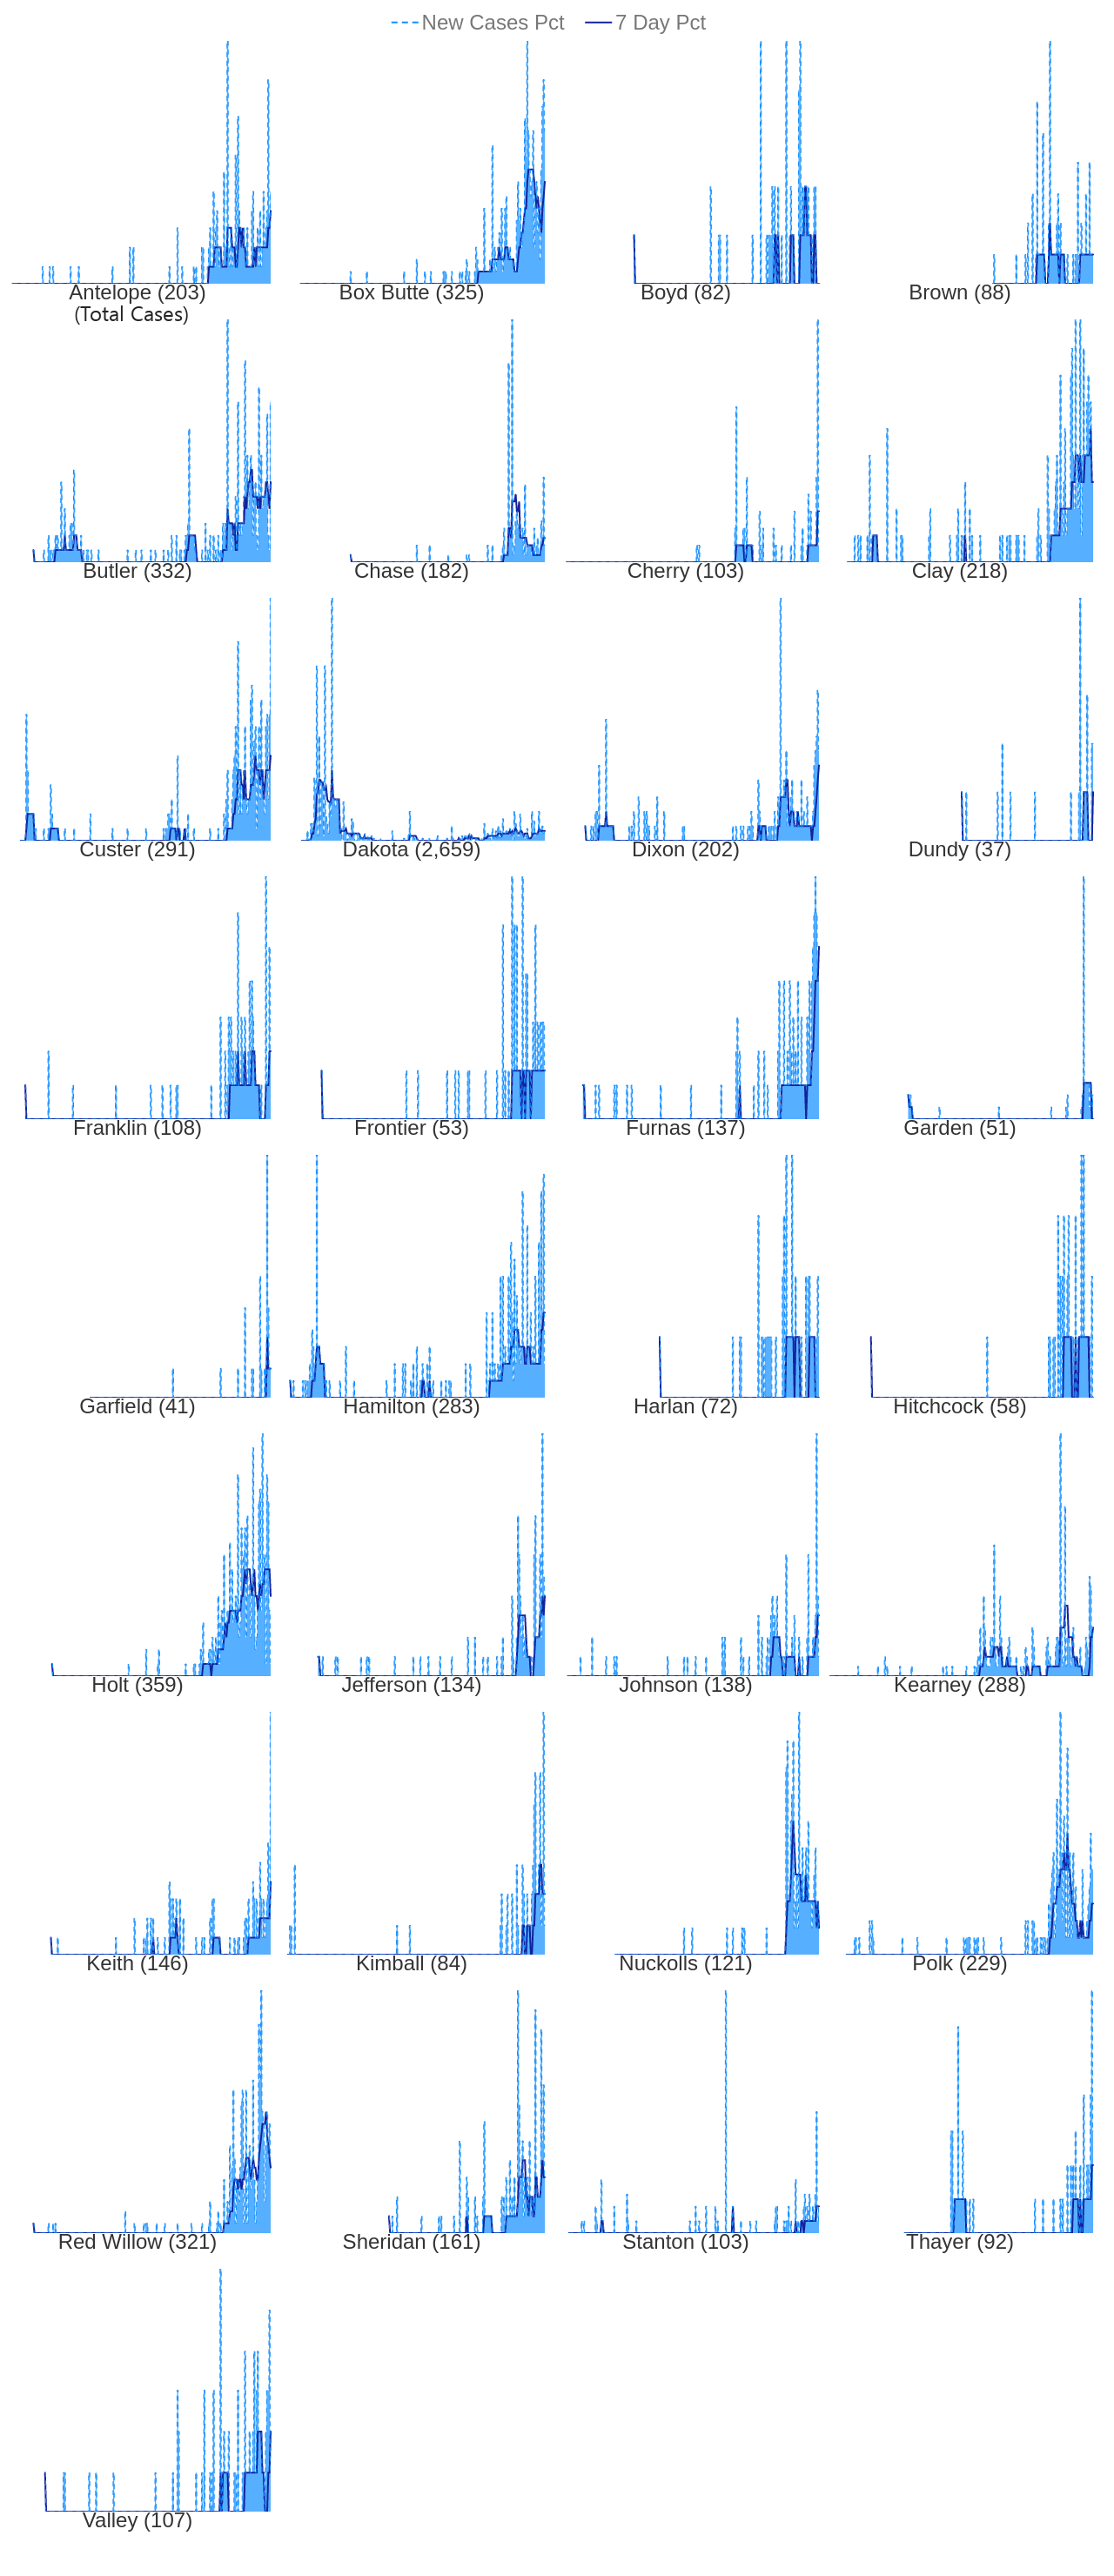 New Cases Pct 7 Day Pct
Antelope (203) Box Butte (325) Boyd (82) Brown (88)
(Total Cases)
Butler (332) Chase (182) Cherry (103) Clay (218)
Custer (291) Dakota (2,659) Dixon (202) Dundy (37)
Franklin (108) Frontier (53) Furnas (137) Garden (51)
Garfield (41) Hamilton (283) Harlan (72) Hitchcock (58)
Holt (359) Jefferson (134) Johnson (138) Kearney (288)
Keith (146) Kimball (84) Nuckolls (121) Polk (229)
Red Willow (321) Sheridan (161) Stanton (103) Thayer (92)
Valley (107)